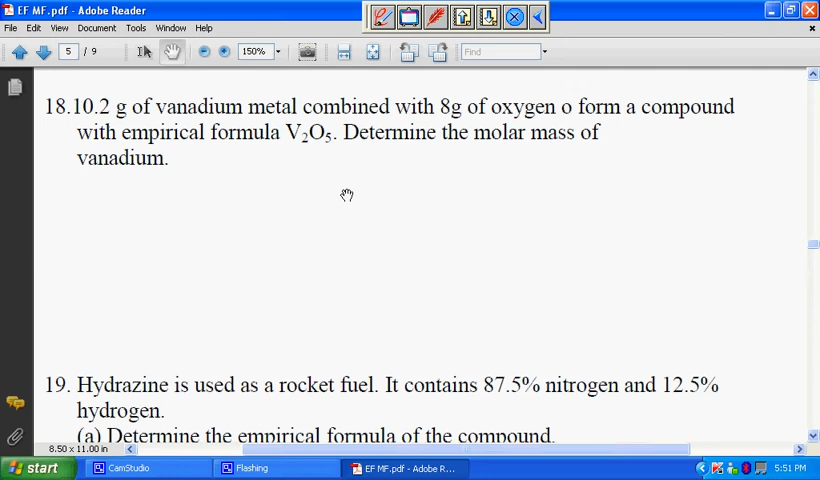 EF MF.pdf - Adobe Reader
File Edit View Document Tools Window Help
5 / 9 150% Find
18.10.2 g of vanadium metal combined with 8g of oxygen o form a compound
with empirical formula V₂O₅. Determine the molar mass of
vanadium.
19. Hydrazine is used as a rocket fuel. It contains 87.5% nitrogen and 12.5%
hydrogen.
(a) Determine the empirical formula of the compound.
8.50 x 11.00 in
start CamStudio Flashing EF MF.pdf - Adobe R... 5:51 PM